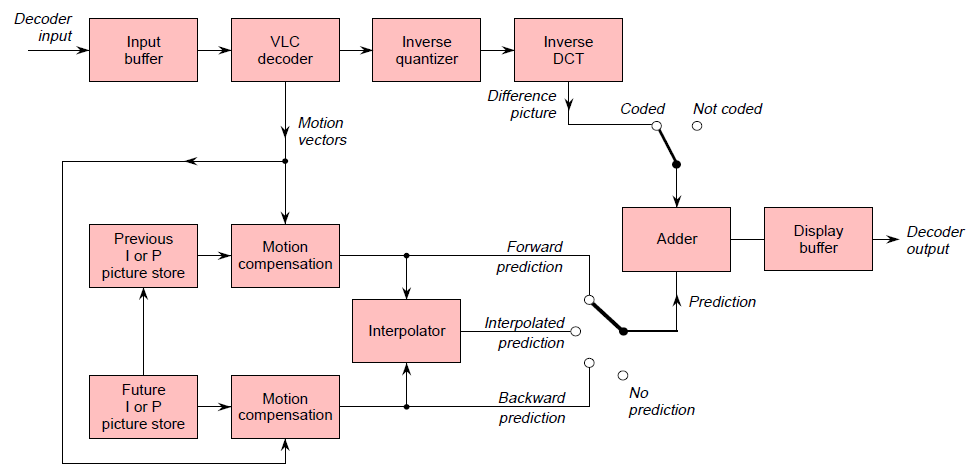 Decoder
input
Input
buffer
VLC
decoder
Inverse
quantizer
Inverse
DCT
Difference
picture
Coded
Not coded
Motion
vectors
Previous
I or P
picture store
Motion
compensation
Forward
prediction
Adder
Display
buffer
Decoder
output
Interpolator
Interpolated
prediction
Prediction
Future
I or P
picture store
Motion
compensation
Backward
prediction
No
prediction